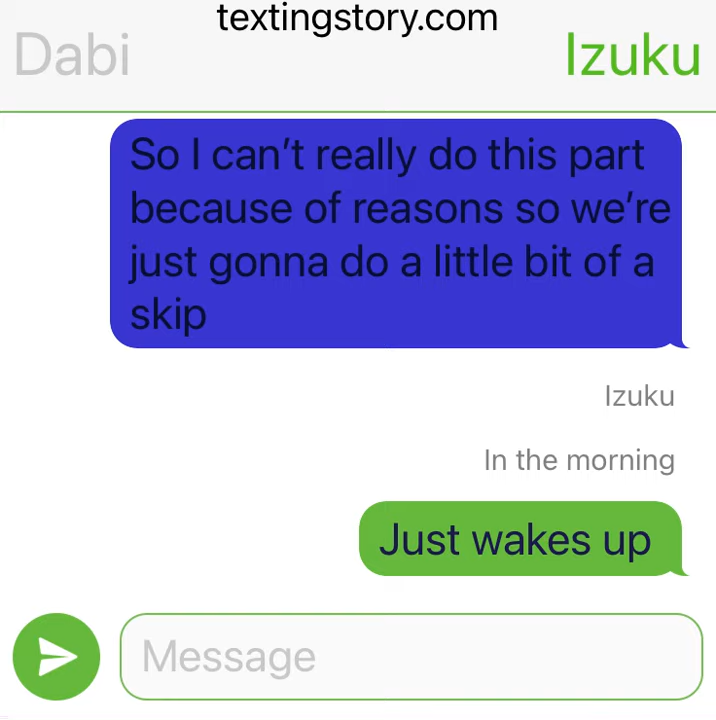 textingstory.com
Dabi
Izuku
So I can't really do this part
because of reasons so we're
just gonna do a little bit of a
skip
Izuku
In the morning
Just wakes up
Message